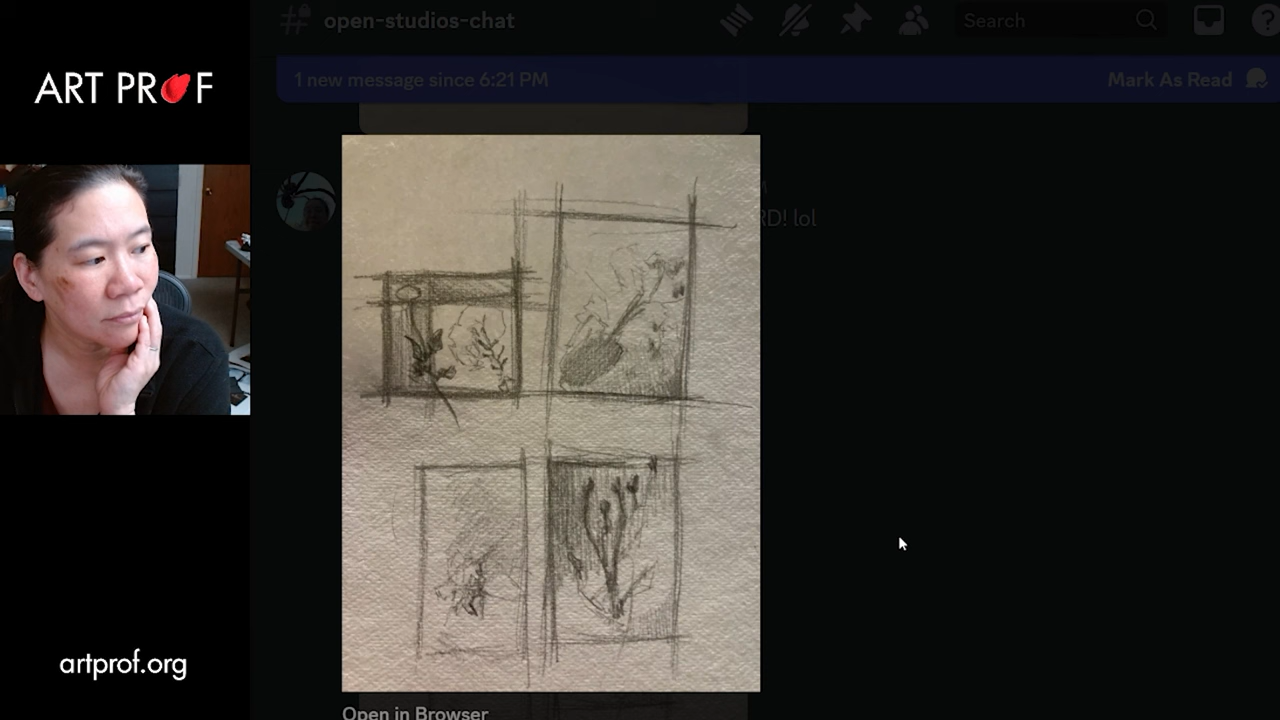 open-studios-chat
Search
1 new message since 6:21 PM
Mark As Read
ART PROF
RD! lol
artprof.org
Open in Browser